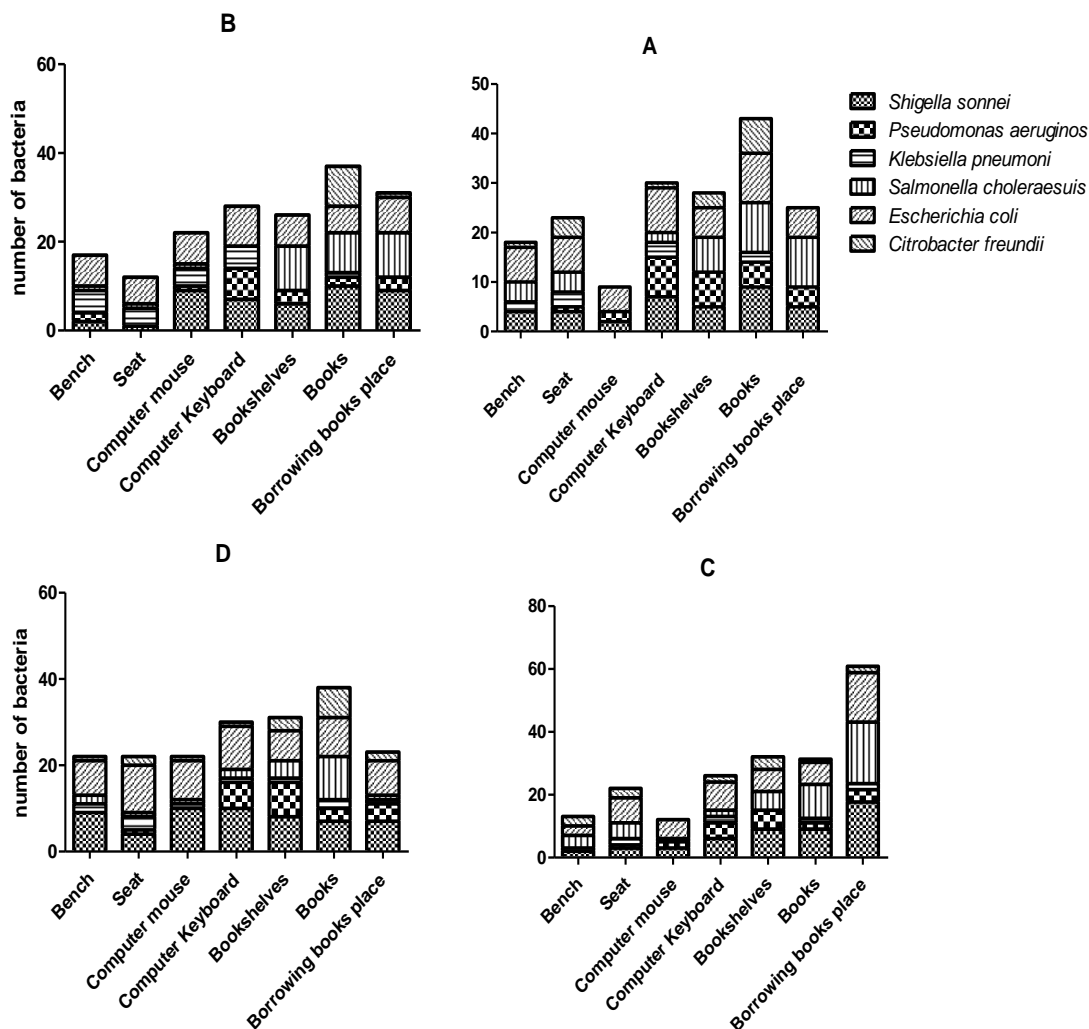 B
number of bacteria
60
40
20
0
Bench
Seat
Computer mouse
Computer Keyboard
Bookshelves
Books
Borrowing books place
A
50
40
30
20
10
0
Bench
Seat
Computer mouse
Computer Keyboard
Bookshelves
Books
Borrowing books place
Shigella sonnei
Pseudomonas aeruginos
Klebsiella pneumoni
Salmonella choleraesuis
Escherichia coli
Citrobacter freundii
D
number of bacteria
60
40
20
0
Bench
Seat
Computer mouse
Computer Keyboard
Bookshelves
Books
Borrowing books place
C
80
60
40
20
0
Bench
Seat
Computer mouse
Computer Keyboard
Bookshelves
Books
Borrowing books place